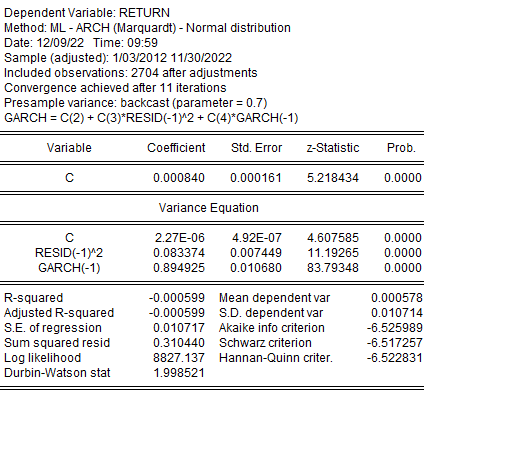 Dependent Variable: RETURN
Method: ML - ARCH (Marquardt) - Normal distribution
Date: 12/09/22 Time: 09:59
Sample (adjusted): 1/03/2012 11/30/2022
Included observations: 2704 after adjustments
Convergence achieved after 11 iterations
Presample variance: backcast (parameter = 0.7)
GARCH = C(2) + C(3)*RESID(-1)^2 + C(4)*GARCH(-1)
Variable Coefficient Std. Error z-Statistic Prob.
C 0.000840 0.000161 5.218434 0.0000
Variance Equation
C 2.27E-06 4.92E-07 4.607585 0.0000
RESID(-1)^2 0.083374 0.007449 11.19265 0.0000
GARCH(-1) 0.894925 0.010680 83.79348 0.0000
R-squared -0.000599 Mean dependent var 0.000578
Adjusted R-squared -0.000599 S.D. dependent var 0.010714
S.E. of regression 0.010717 Akaike info criterion -6.525989
Sum squared resid 0.310440 Schwarz criterion -6.517257
Log likelihood 8827.137 Hannan-Quinn criter. -6.522831
Durbin-Watson stat 1.998521